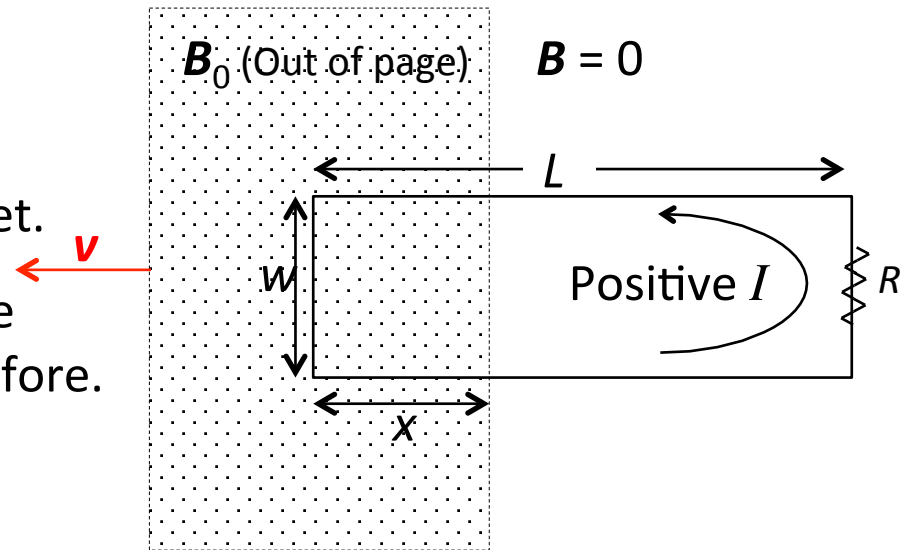 B₀ (Out of page) B = 0
L
et.
v
W
Positive I
R
e
fore.
x